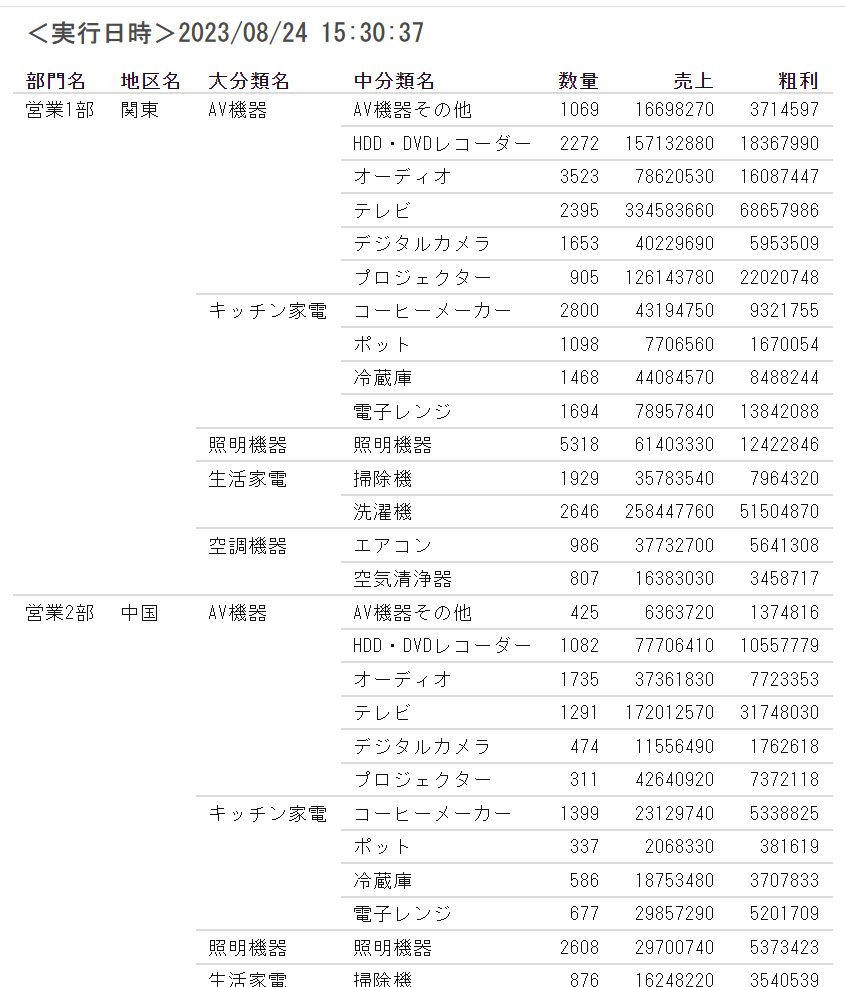 ＜実行日時＞2023/08/24 15:30:37
部門名 地区名 大分類名 中分類名 数量 売上 粗利
営業1部 関東 AV機器 AV機器その他 1069 16698270 3714597
HDD・DVDレコーダー 2272 157132880 18367990
オーディオ 3523 78620530 16087447
テレビ 2395 334583660 68657986
デジタルカメラ 1653 40229690 5953509
プロジェクター 905 126143780 22020748
キッチン家電 コーヒーメーカー 2800 43194750 9321755
ポット 1098 7706560 1670054
冷蔵庫 1468 44084570 8488244
電子レンジ 1694 78957840 13842088
照明機器 照明機器 5318 61403330 12422846
生活家電 掃除機 1929 35783540 7964320
洗濯機 2646 258447760 51504870
空調機器 エアコン 986 37732700 5641308
空気清浄器 807 16383030 3458717
営業2部 中国 AV機器 AV機器その他 425 6363720 1374816
HDD・DVDレコーダー 1082 77706410 10557779
オーディオ 1735 37361830 7723353
テレビ 1291 172012570 31748030
デジタルカメラ 474 11556490 1762618
プロジェクター 311 42640920 7372118
キッチン家電 コーヒーメーカー 1399 23129740 5338825
ポット 337 2068330 381619
冷蔵庫 586 18753480 3707833
電子レンジ 677 29857290 5201709
照明機器 照明機器 2608 29700740 5373423
生活家電 掃除機 876 16248220 3540539